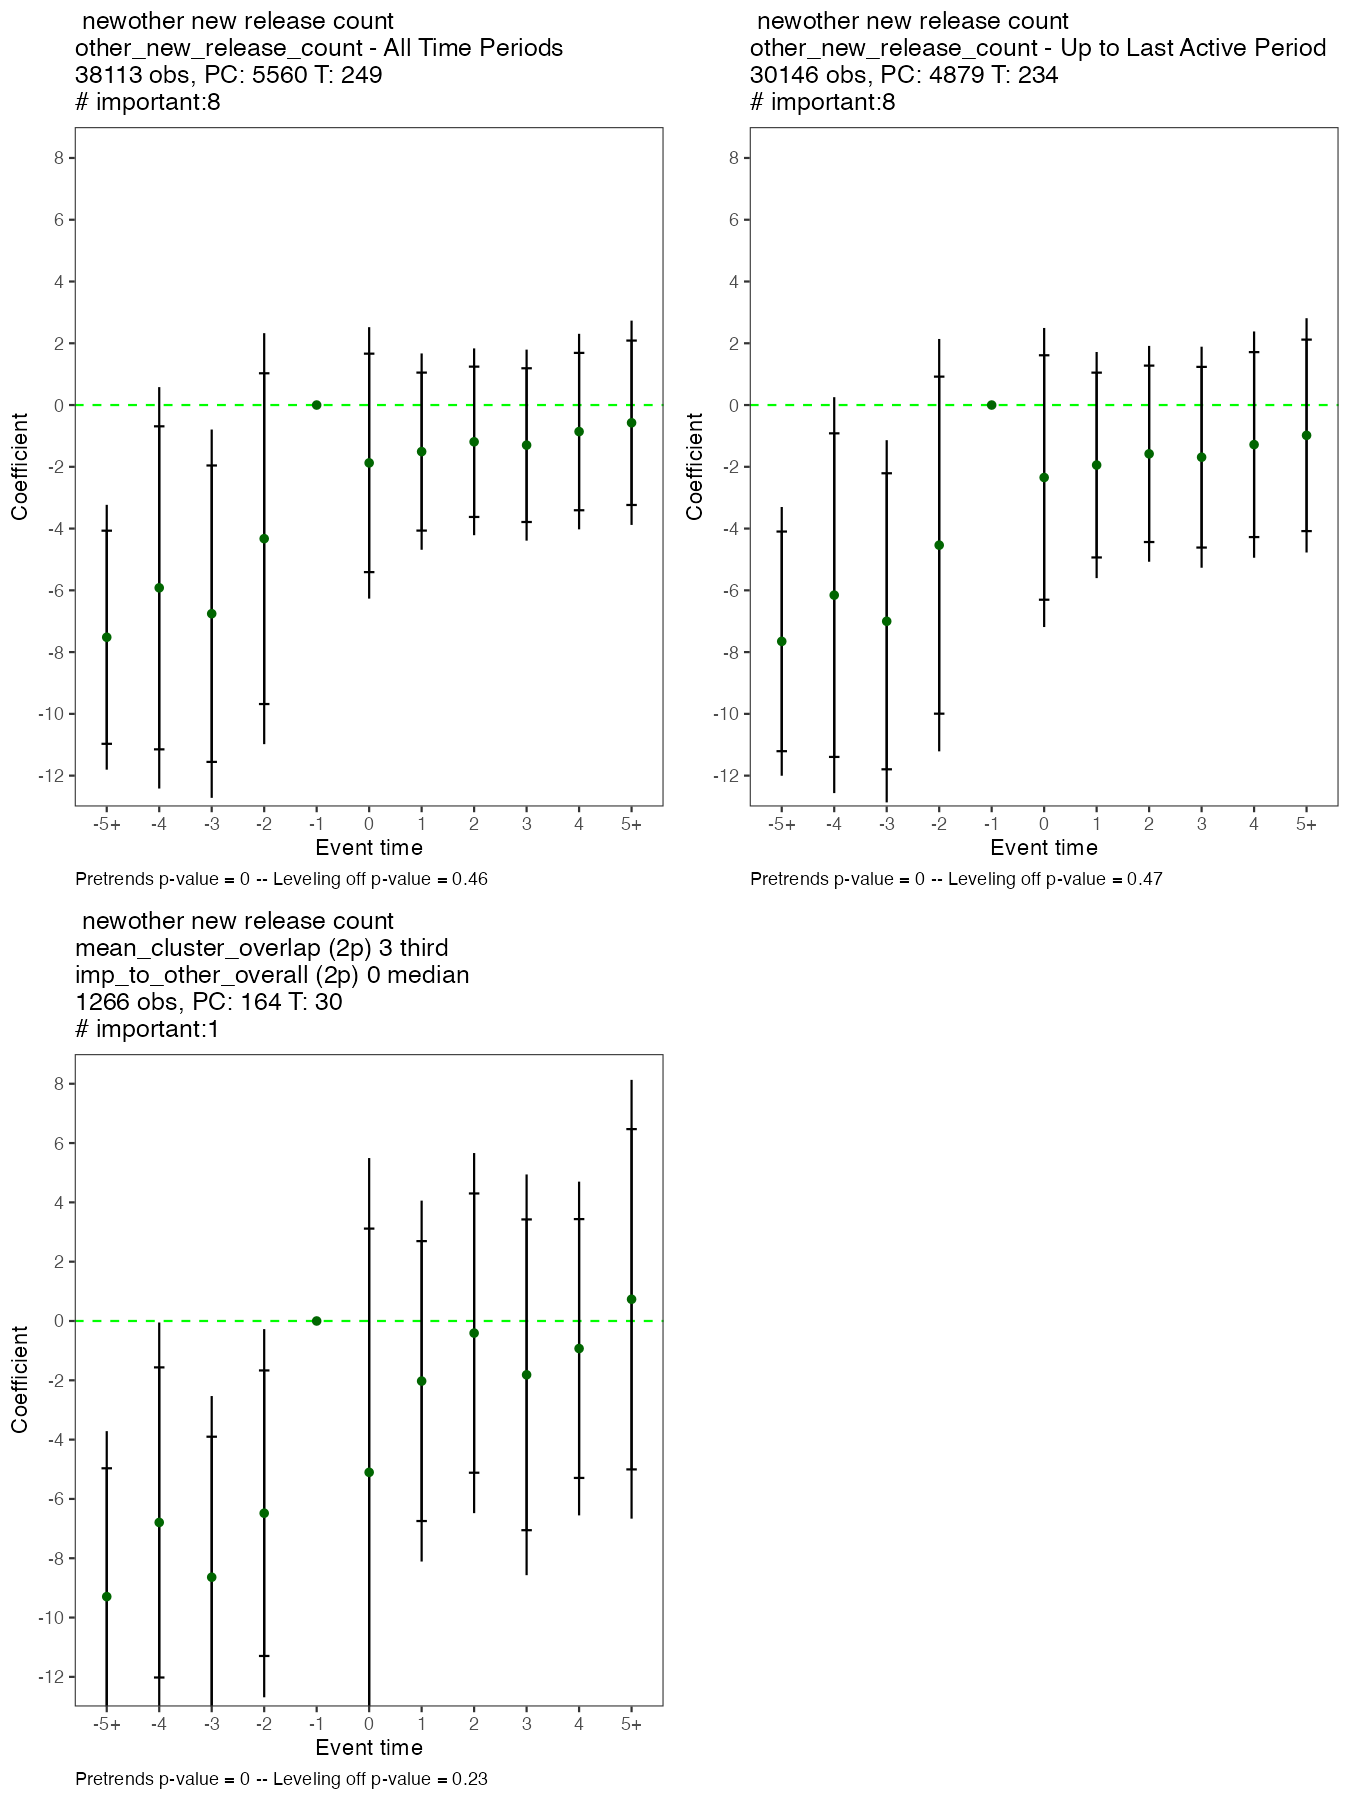 newother new release count
other_new_release_count - All Time Periods
38113 obs, PC: 5560 T: 249
# important:8
8
6
4
2
0
-2
-4
-6
-8
-10
-12
Coefficient
-5+ -4 -3 -2 -1 0 1 2 3 4 5+
Event time
Pretrends p-value = 0 -- Leveling off p-value = 0.46
newother new release count
other_new_release_count - Up to Last Active Period
30146 obs, PC: 4879 T: 234
# important:8
8
6
4
2
0
-2
-4
-6
-8
-10
-12
Coefficient
-5+ -4 -3 -2 -1 0 1 2 3 4 5+
Event time
Pretrends p-value = 0 -- Leveling off p-value = 0.47
newother new release count
mean_cluster_overlap (2p) 3 third
imp_to_other_overall (2p) 0 median
1266 obs, PC: 164 T: 30
# important:1
8
6
4
2
0
-2
-4
-6
-8
-10
-12
Coefficient
-5+ -4 -3 -2 -1 0 1 2 3 4 5+
Event time
Pretrends p-value = 0 -- Leveling off p-value = 0.23